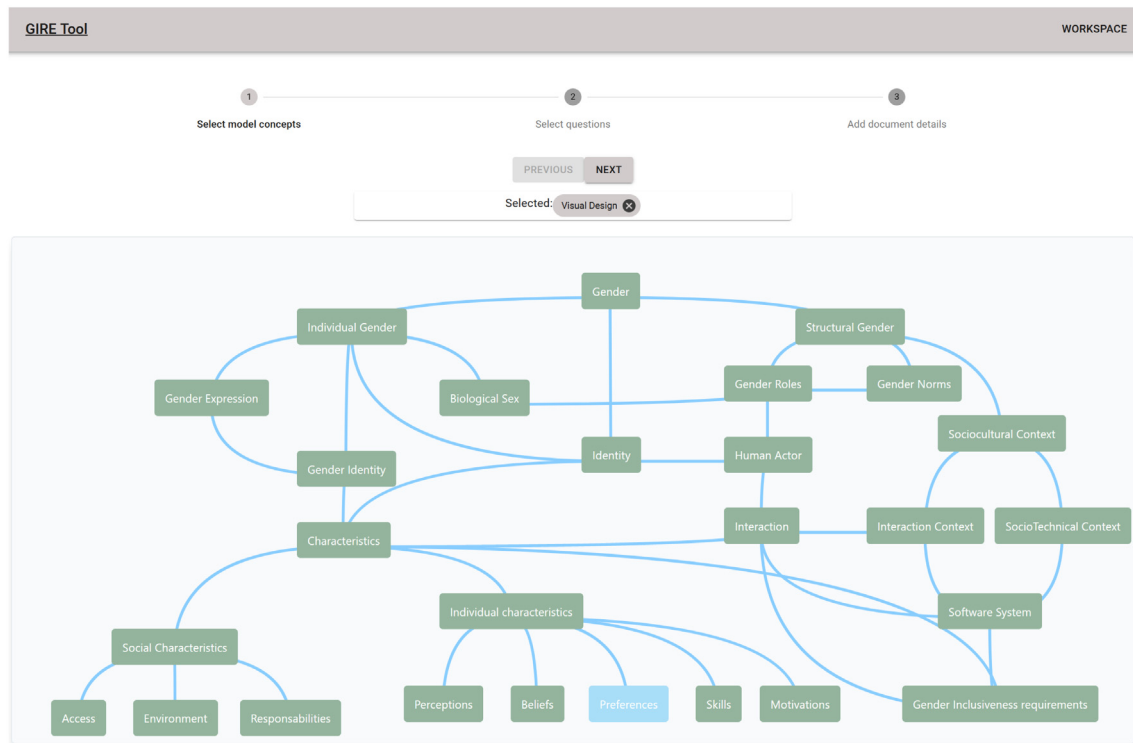 GIRE Tool
WORKSPACE
1
2
3
Select model concepts
Select questions
Add document details
PREVIOUS
NEXT
Selected: Visual Design
Gender
Individual Gender
Structural Gender
Gender Expression
Biological Sex
Gender Roles
Gender Norms
Sociocultural Context
Gender Identity
Identity
Human Actor
Characteristics
Interaction
Interaction Context
SocioTechnical Context
Individual characteristics
Software System
Social Characteristics
Access
Environment
Responsabilities
Perceptions
Beliefs
Preferences
Skills
Motivations
Gender Inclusiveness requirements